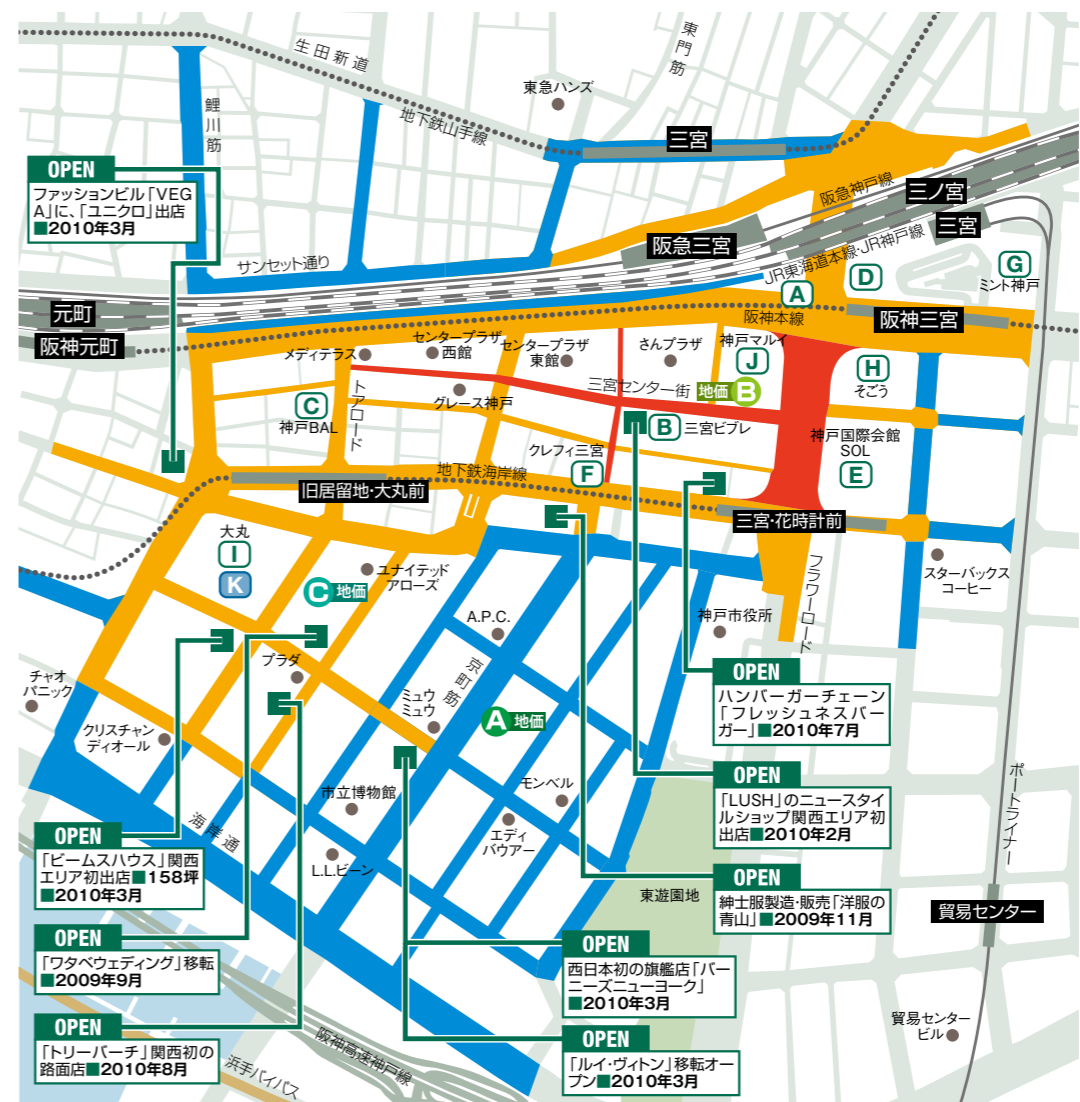 生田新道
東門筋
東急ハンズ
鯉川筋
地下鉄山手線
三宮
OPEN
ファッションビル「VEG
A」に、「ユニクロ」出店
■2010年3月
阪急神戸線
三ノ宮
三宮
阪急三宮
サンセット通り
JR東海道本線・JR神戸線
D
G
ミント神戸
A
元町
阪神元町
阪神本線
阪神三宮
メディテラス
センタープラザ
西館
センタープラザ
東館
さんプラザ
神戸マルイ
J
H
そごう
三宮センター街
地価
B
トアロード
グレース神戸
C
神戸BAL
B
三宮ビブレ
神戸国際会館
SOL
E
クレフィ三宮
F
地下鉄海岸線
旧居留地・大丸前
三宮・花時計前
大丸
I
K
ユナイテッド
アローズ
C
地価
スターバックス
コーヒー
フラワーロード
A.P.C.
神戸市役所
プラダ
京町筋
チャオ
パニック
ミュウ
ミュウ
A
地価
クリスチャン
ディオール
OPEN
ハンバーガーチェーン
「フレッシュネスバー
ガー」■2010年7月
市立博物館
モンベル
OPEN
「LUSH」のニュースタイ
ルショップ関西エリア初
出店■2010年2月
ポートライナー
海岸通
エディ
バウアー
L.L.ビーン
OPEN
「ビームスハウス」関西
エリア初出店■158坪
■2010年3月
東遊園地
OPEN
紳士服製造・販売「洋服の
青山」■2009年11月
貿易センター
OPEN
「ワタベウェディング」移転
■2009年9月
OPEN
西日本初の旗艦店「バー
ニーズニューヨーク」
■2010年3月
OPEN
「トリーバーチ」関西初の
路面店■2010年8月
阪神高速神戸線
浜手バイパス
OPEN
「ルイ・ヴィトン」移転オー
プン■2010年3月
貿易センター
ビル